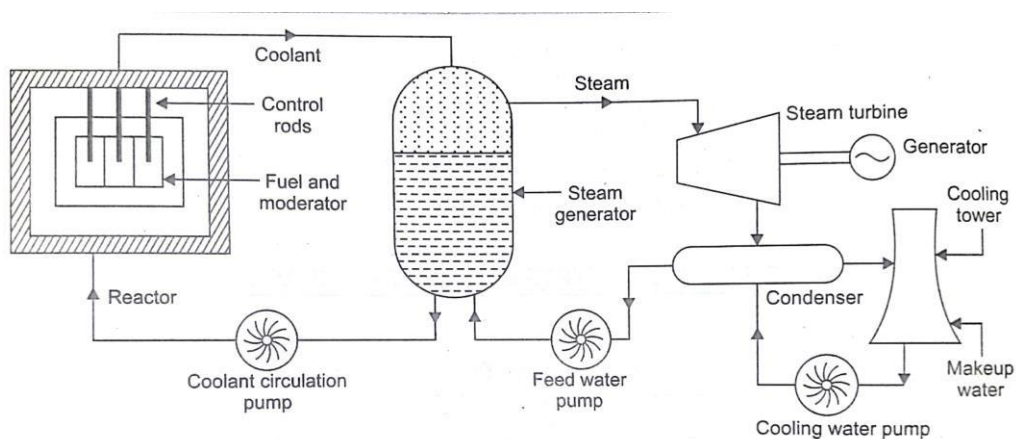 Coolant
Control
rods
Fuel and
moderator
Reactor
Coolant circulation
pump
Steam
generator
Steam
Steam turbine
Generator
Cooling
tower
Condenser
Feed water
pump
Makeup
water
Cooling water pump